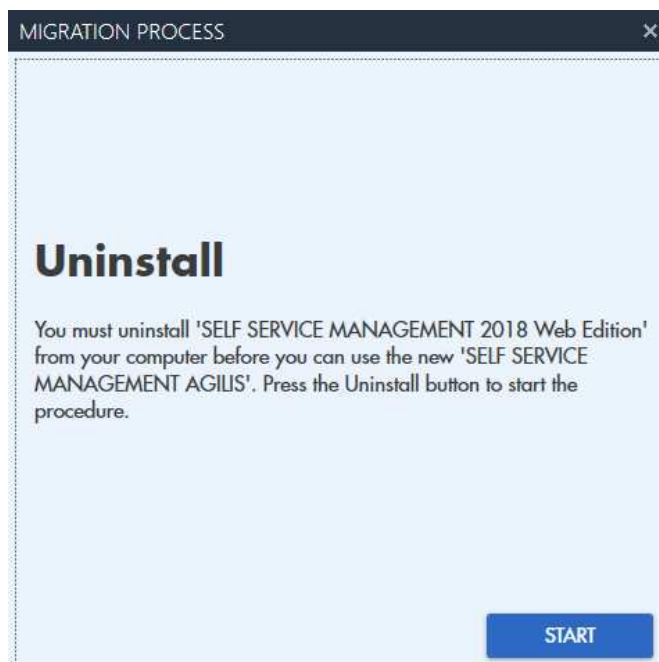 MIGRATION PROCESS
Uninstall
You must uninstall 'SELF SERVICE MANAGEMENT 2018 Web Edition'
from your computer before you can use the new 'SELF SERVICE
MANAGEMENT AGILIS'. Press the Uninstall button to start the
procedure.
START